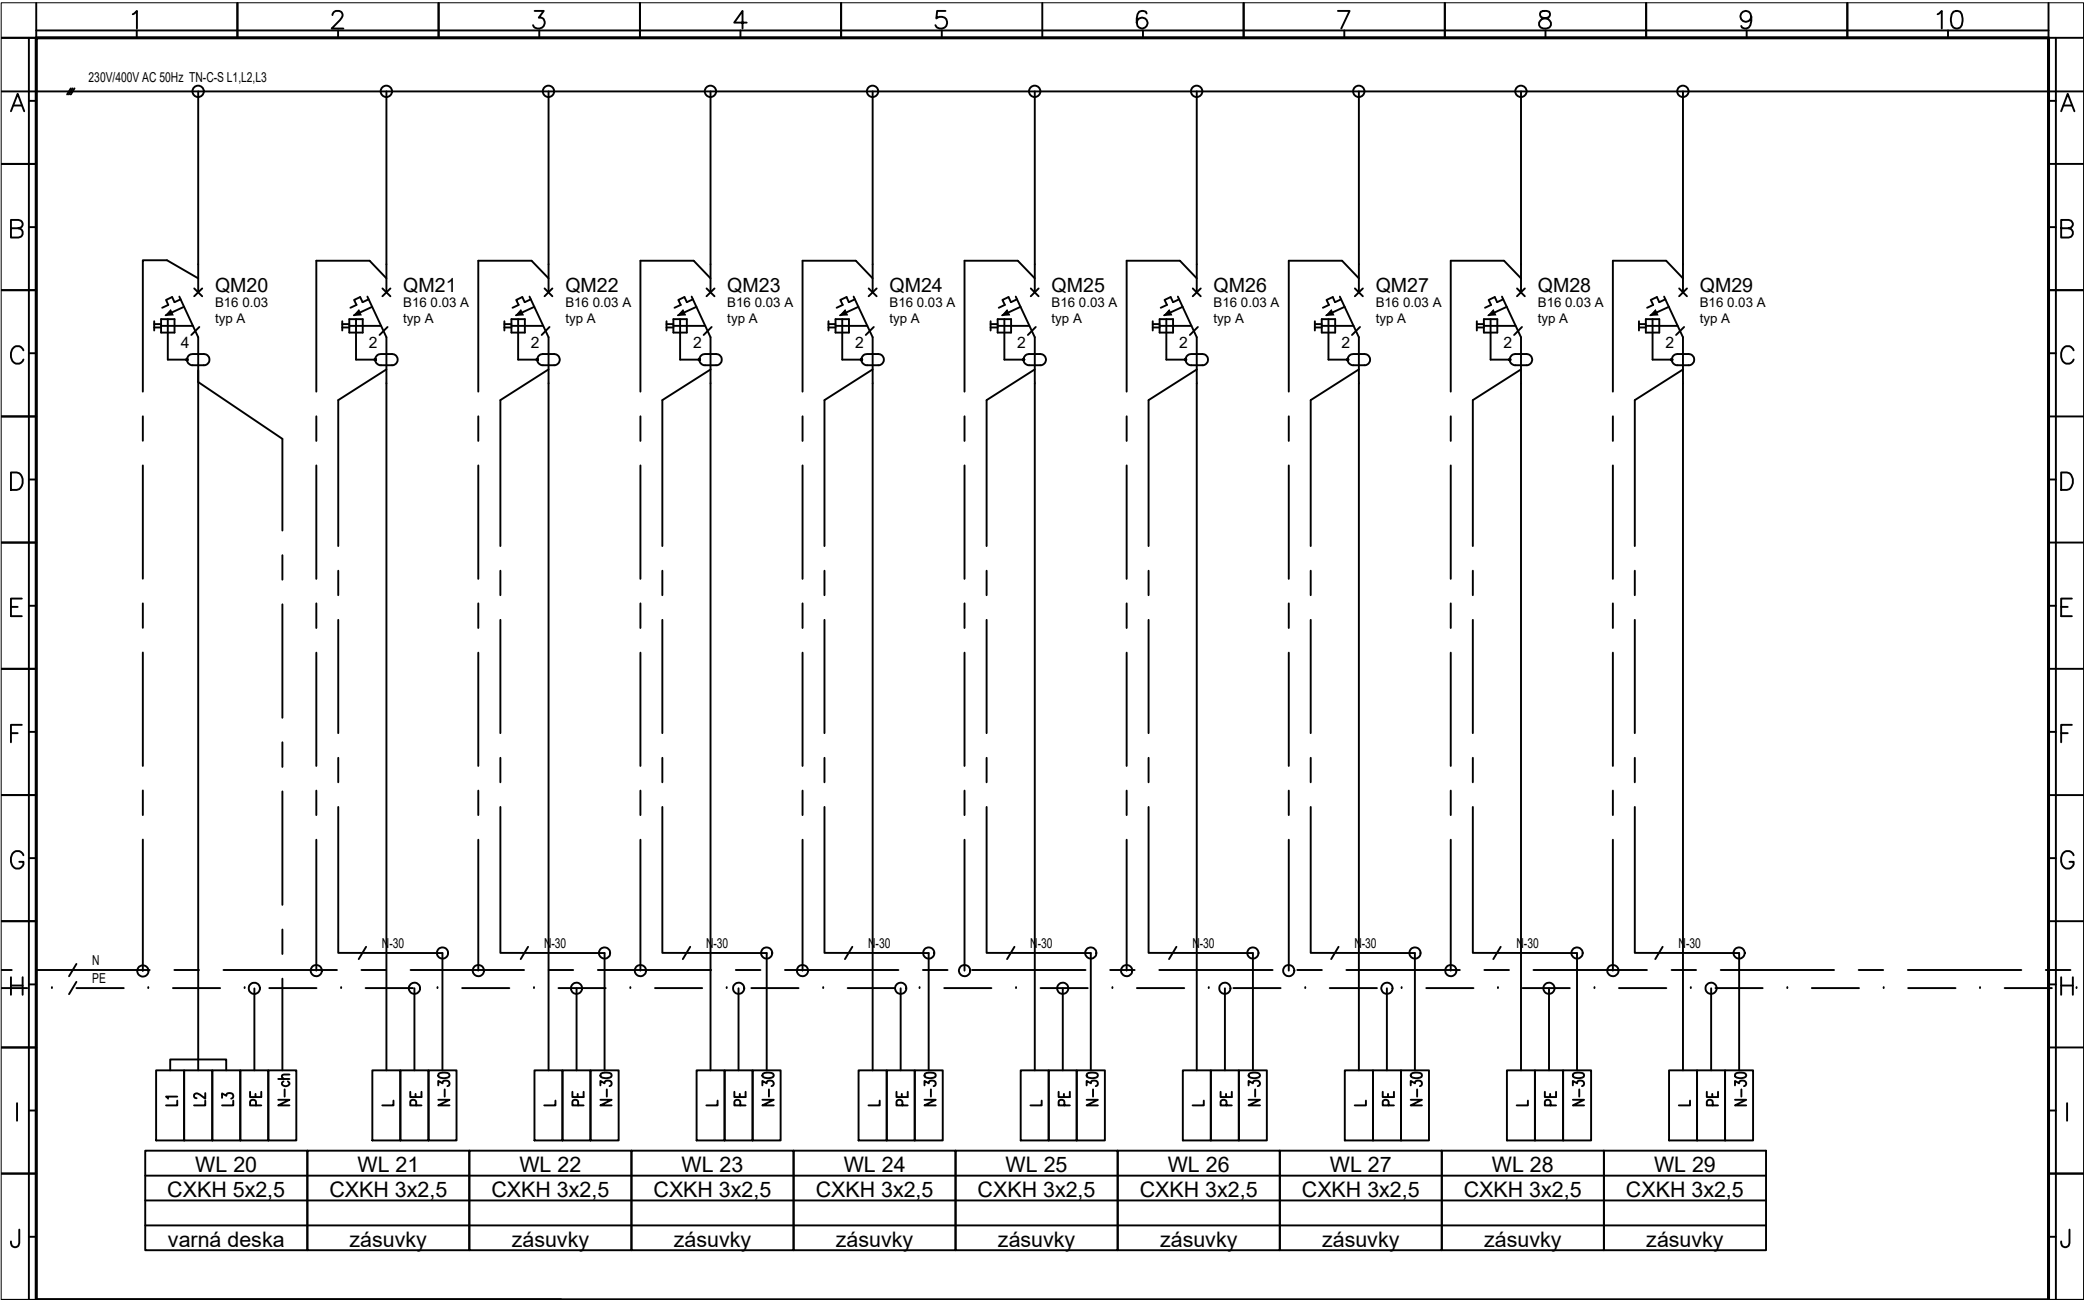 1 2 3 4 5 6 7 8 9 10
230V/400V AC 50Hz TN-C-S L1,L2,L3
A A
B B
QM20 QM21 QM22 QM23 QM24 QM25 QM26 QM27 QM28 QM29
B16 0.03 B16 0.03 A B16 0.03 A B16 0.03 A B16 0.03 A B16 0.03 A B16 0.03 A B16 0.03 A B16 0.03 A B16 0.03 A
typ A typ A typ A typ A typ A typ A typ A typ A typ A typ A
4 2 2 2 2 2 2 2 2 2
C C
D D
E E
F F
G G
N-30 N-30 N-30 N-30 N-30 N-30 N-30 N-30 N-30
N
PE
H H
L1 L2 L3 PE N-ch L PE N-30 L PE N-30 L PE N-30 L PE N-30 L PE N-30 L PE N-30 L PE N-30 L PE N-30 L PE N-30
I I
WL 20 WL 21 WL 22 WL 23 WL 24 WL 25 WL 26 WL 27 WL 28 WL 29
CXKH 5x2,5 CXKH 3x2,5 CXKH 3x2,5 CXKH 3x2,5 CXKH 3x2,5 CXKH 3x2,5 CXKH 3x2,5 CXKH 3x2,5 CXKH 3x2,5 CXKH 3x2,5
J J
varná deska zásuvky zásuvky zásuvky zásuvky zásuvky zásuvky zásuvky zásuvky zásuvky